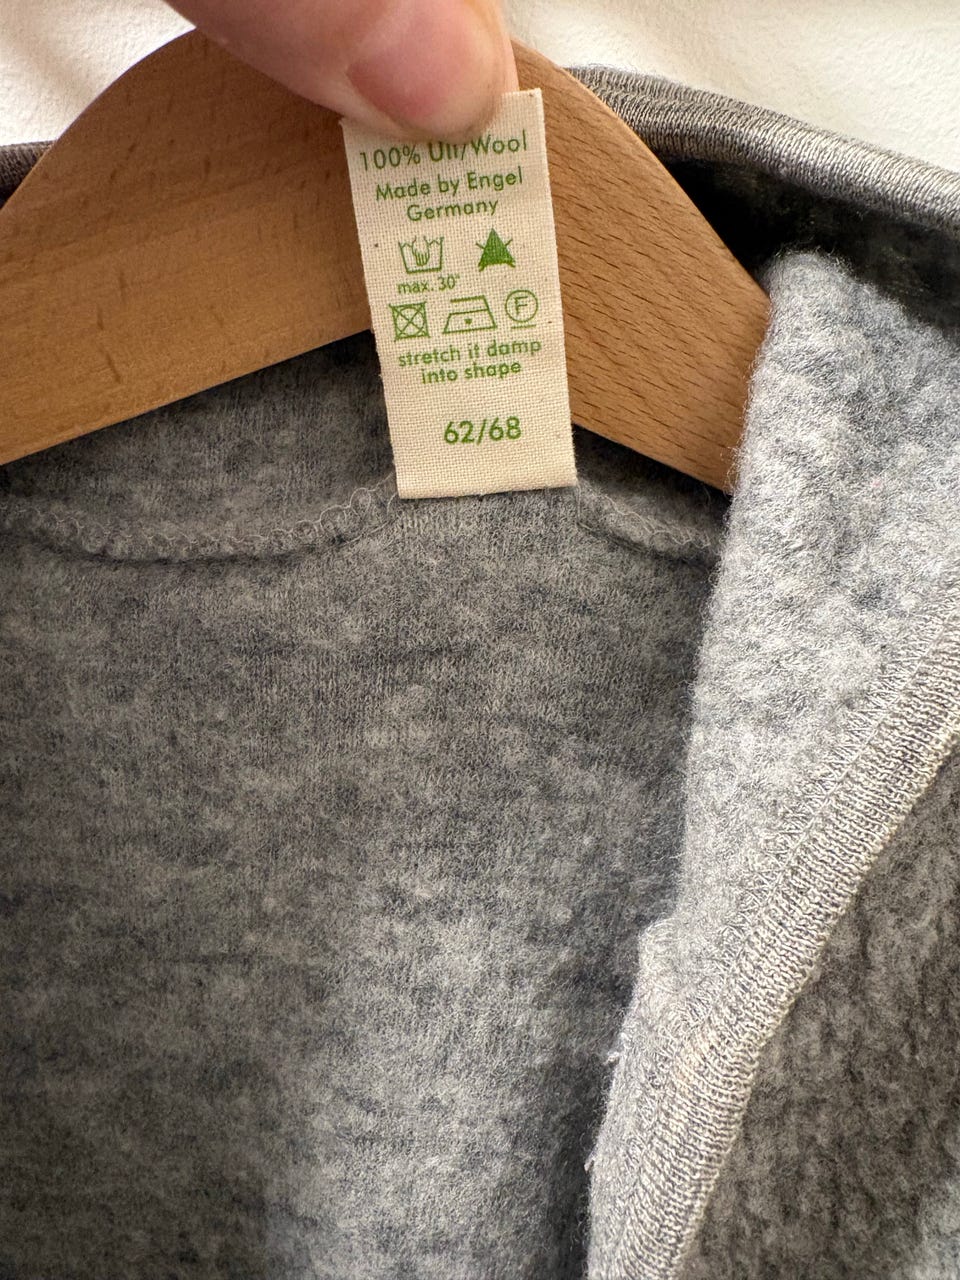 100% Ull/Wool
Made by Engel
Germany
max. 30°
F
stretch it damp
into shape
62/68